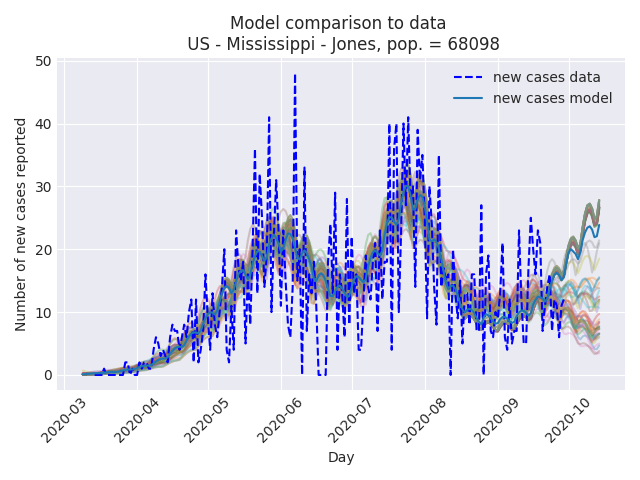 Model comparison to data
US - Mississippi - Jones, pop. = 68098
new cases data
new cases model
Number of new cases reported
50
40
30
20
10
0
2020-03
2020-04
2020-05
2020-06
2020-07
2020-08
2020-09
2020-10
Day